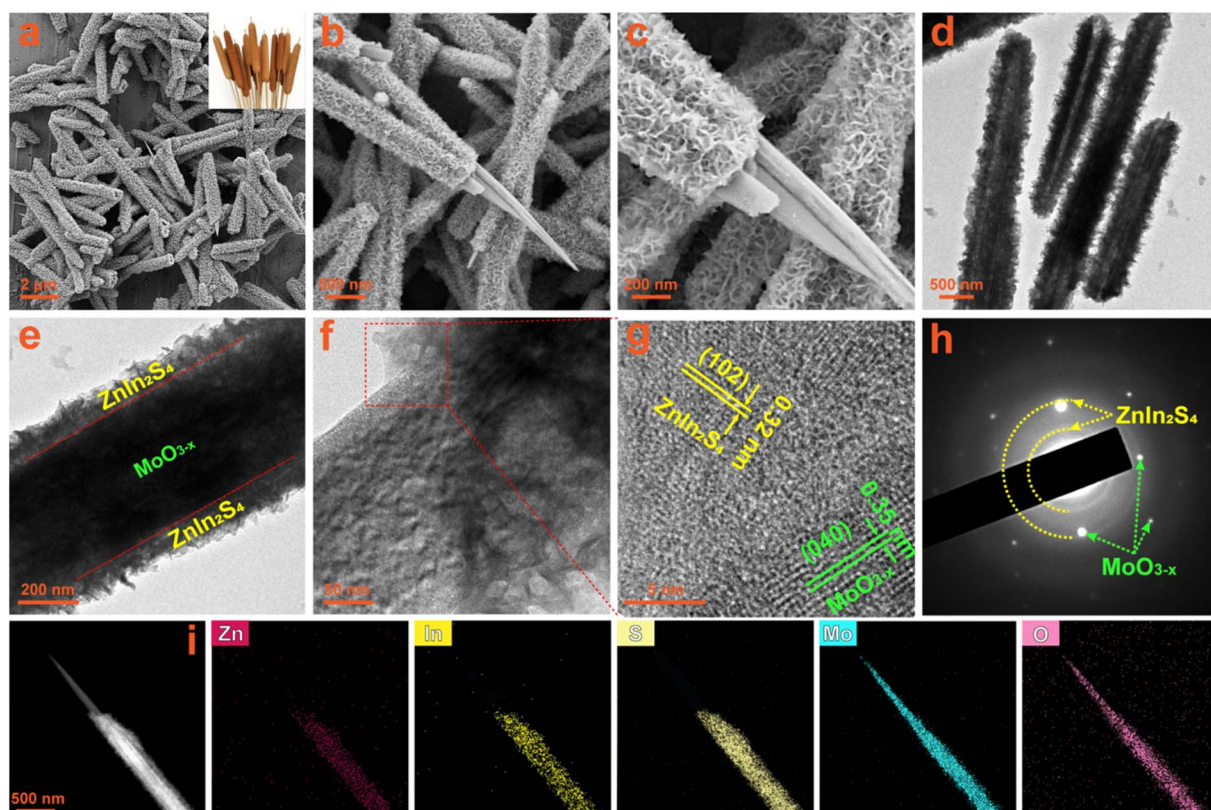 a
b
c
d
2 μm
500 nm
200 nm
500 nm
e
f
g
h
ZnIn₂S₄
MoO₃₋ₓ
ZnIn₂S₄
200 nm
50 nm
(102)
0.32 nm
ZnIn₂S₄
0.35 nm
(040)
MoO₃₋ₓ
5 nm
ZnIn₂S₄
MoO₃₋ₓ
i
Zn
In
S
Mo
O
500 nm